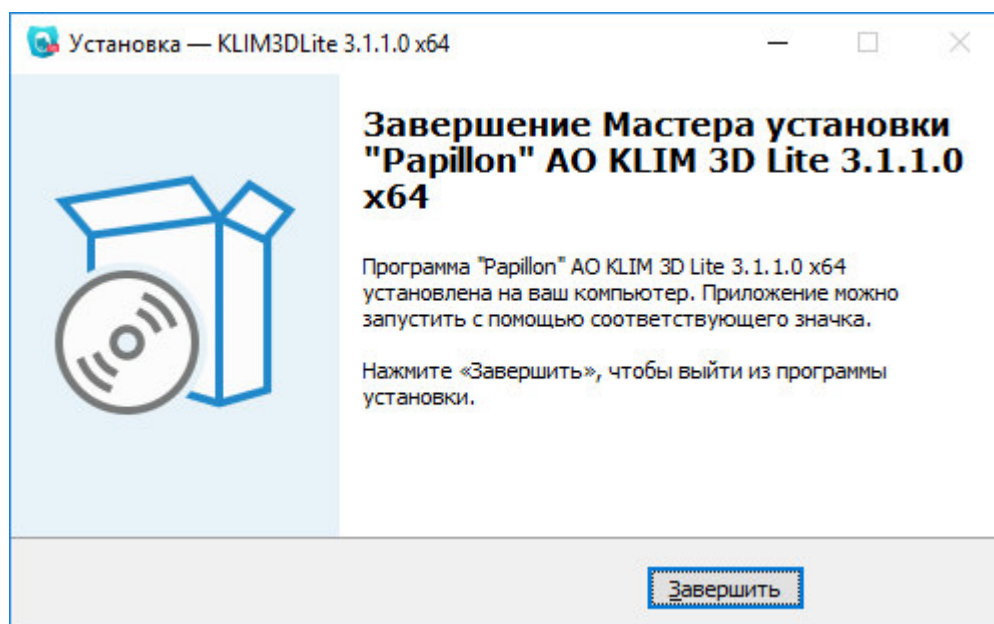 Установка — KLIM3DLite 3.1.1.0 x64
Завершение Мастера установки
"Papillon" АО KLIM 3D Lite 3.1.1.0
x64
Программа "Papillon" АО KLIM 3D Lite 3.1.1.0 x64
установлена на ваш компьютер. Приложение можно
запустить с помощью соответствующего значка.
Нажмите «Завершить», чтобы выйти из программы
установки.
Завершить